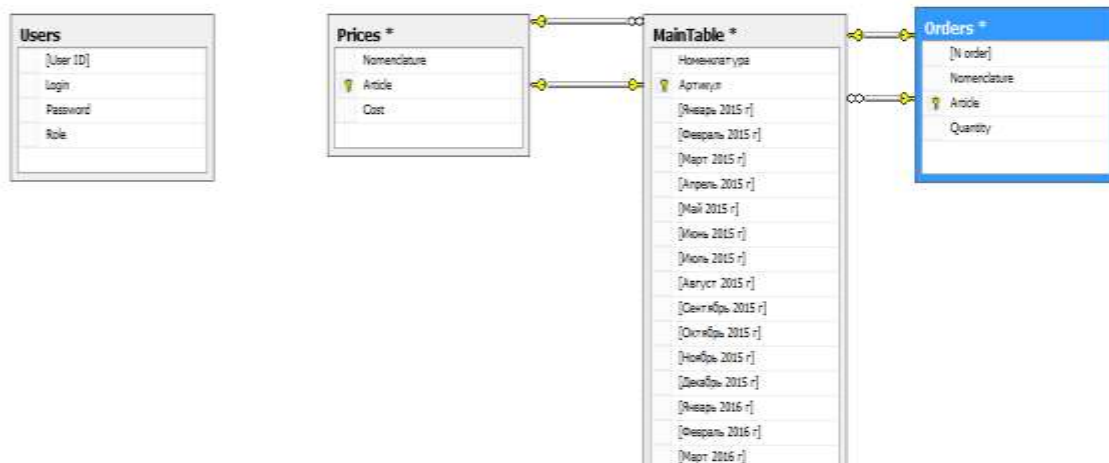 Users
[User ID]
Login
Password
Role
Prices *
Nomenclature
Article
Cost
MainTable *
Номенклатура
Артикул
[Январь 2015 г]
[Февраль 2015 г]
[Март 2015 г]
[Апрель 2015 г]
[Май 2015 г]
[Июнь 2015 г]
[Июль 2015 г]
[Август 2015 г]
[Сентябрь 2015 г]
[Октябрь 2015 г]
[Ноябрь 2015 г]
[Декабрь 2015 г]
[Январь 2016 г]
[Февраль 2016 г]
[Март 2016 г]
Orders *
[N order]
Nomenclature
Article
Quantity